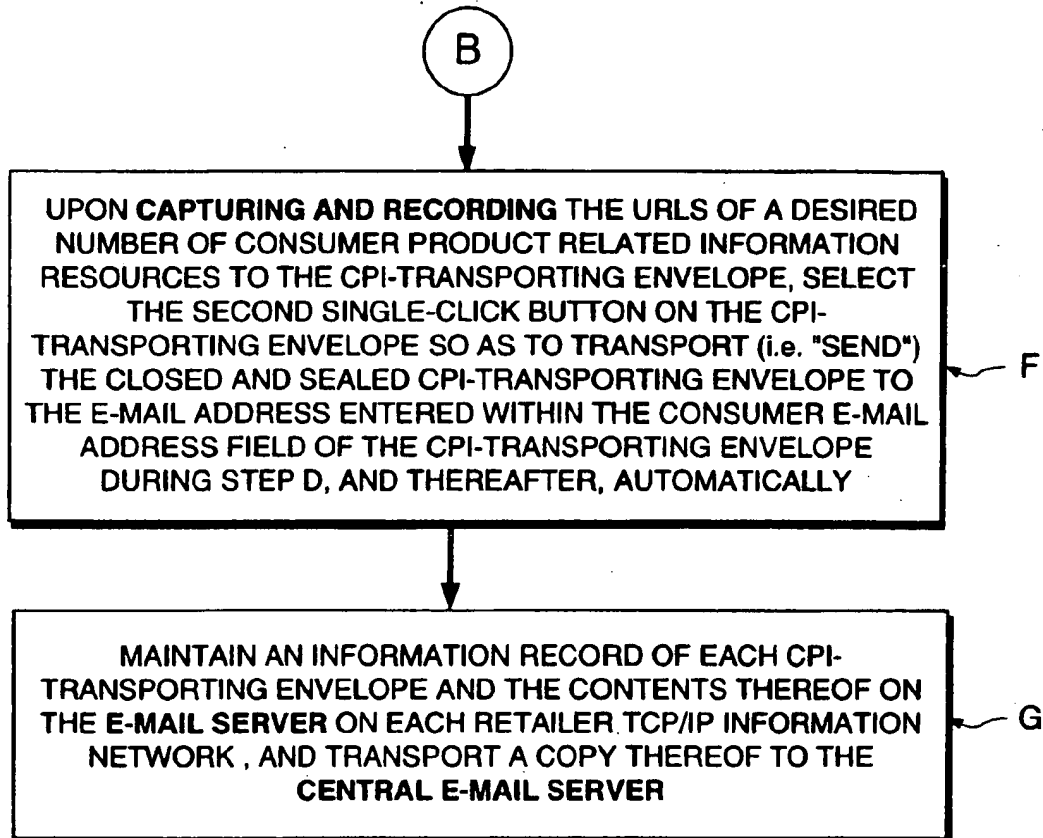 B
UPON CAPTURING AND RECORDING THE URLS OF A DESIRED
NUMBER OF CONSUMER PRODUCT RELATED INFORMATION
RESOURCES TO THE CPI-TRANSPORTING ENVELOPE, SELECT
THE SECOND SINGLE-CLICK BUTTON ON THE CPI-
TRANSPORTING ENVELOPE SO AS TO TRANSPORT (i.e. "SEND")
THE CLOSED AND SEALED CPI-TRANSPORTING ENVELOPE TO
THE E-MAIL ADDRESS ENTERED WITHIN THE CONSUMER E-MAIL
ADDRESS FIELD OF THE CPI-TRANSPORTING ENVELOPE
DURING STEP D, AND THEREAFTER, AUTOMATICALLY
F
MAINTAIN AN INFORMATION RECORD OF EACH CPI-
TRANSPORTING ENVELOPE AND THE CONTENTS THEREOF ON
THE E-MAIL SERVER ON EACH RETAILER TCP/IP INFORMATION
NETWORK , AND TRANSPORT A COPY THEREOF TO THE
CENTRAL E-MAIL SERVER
G